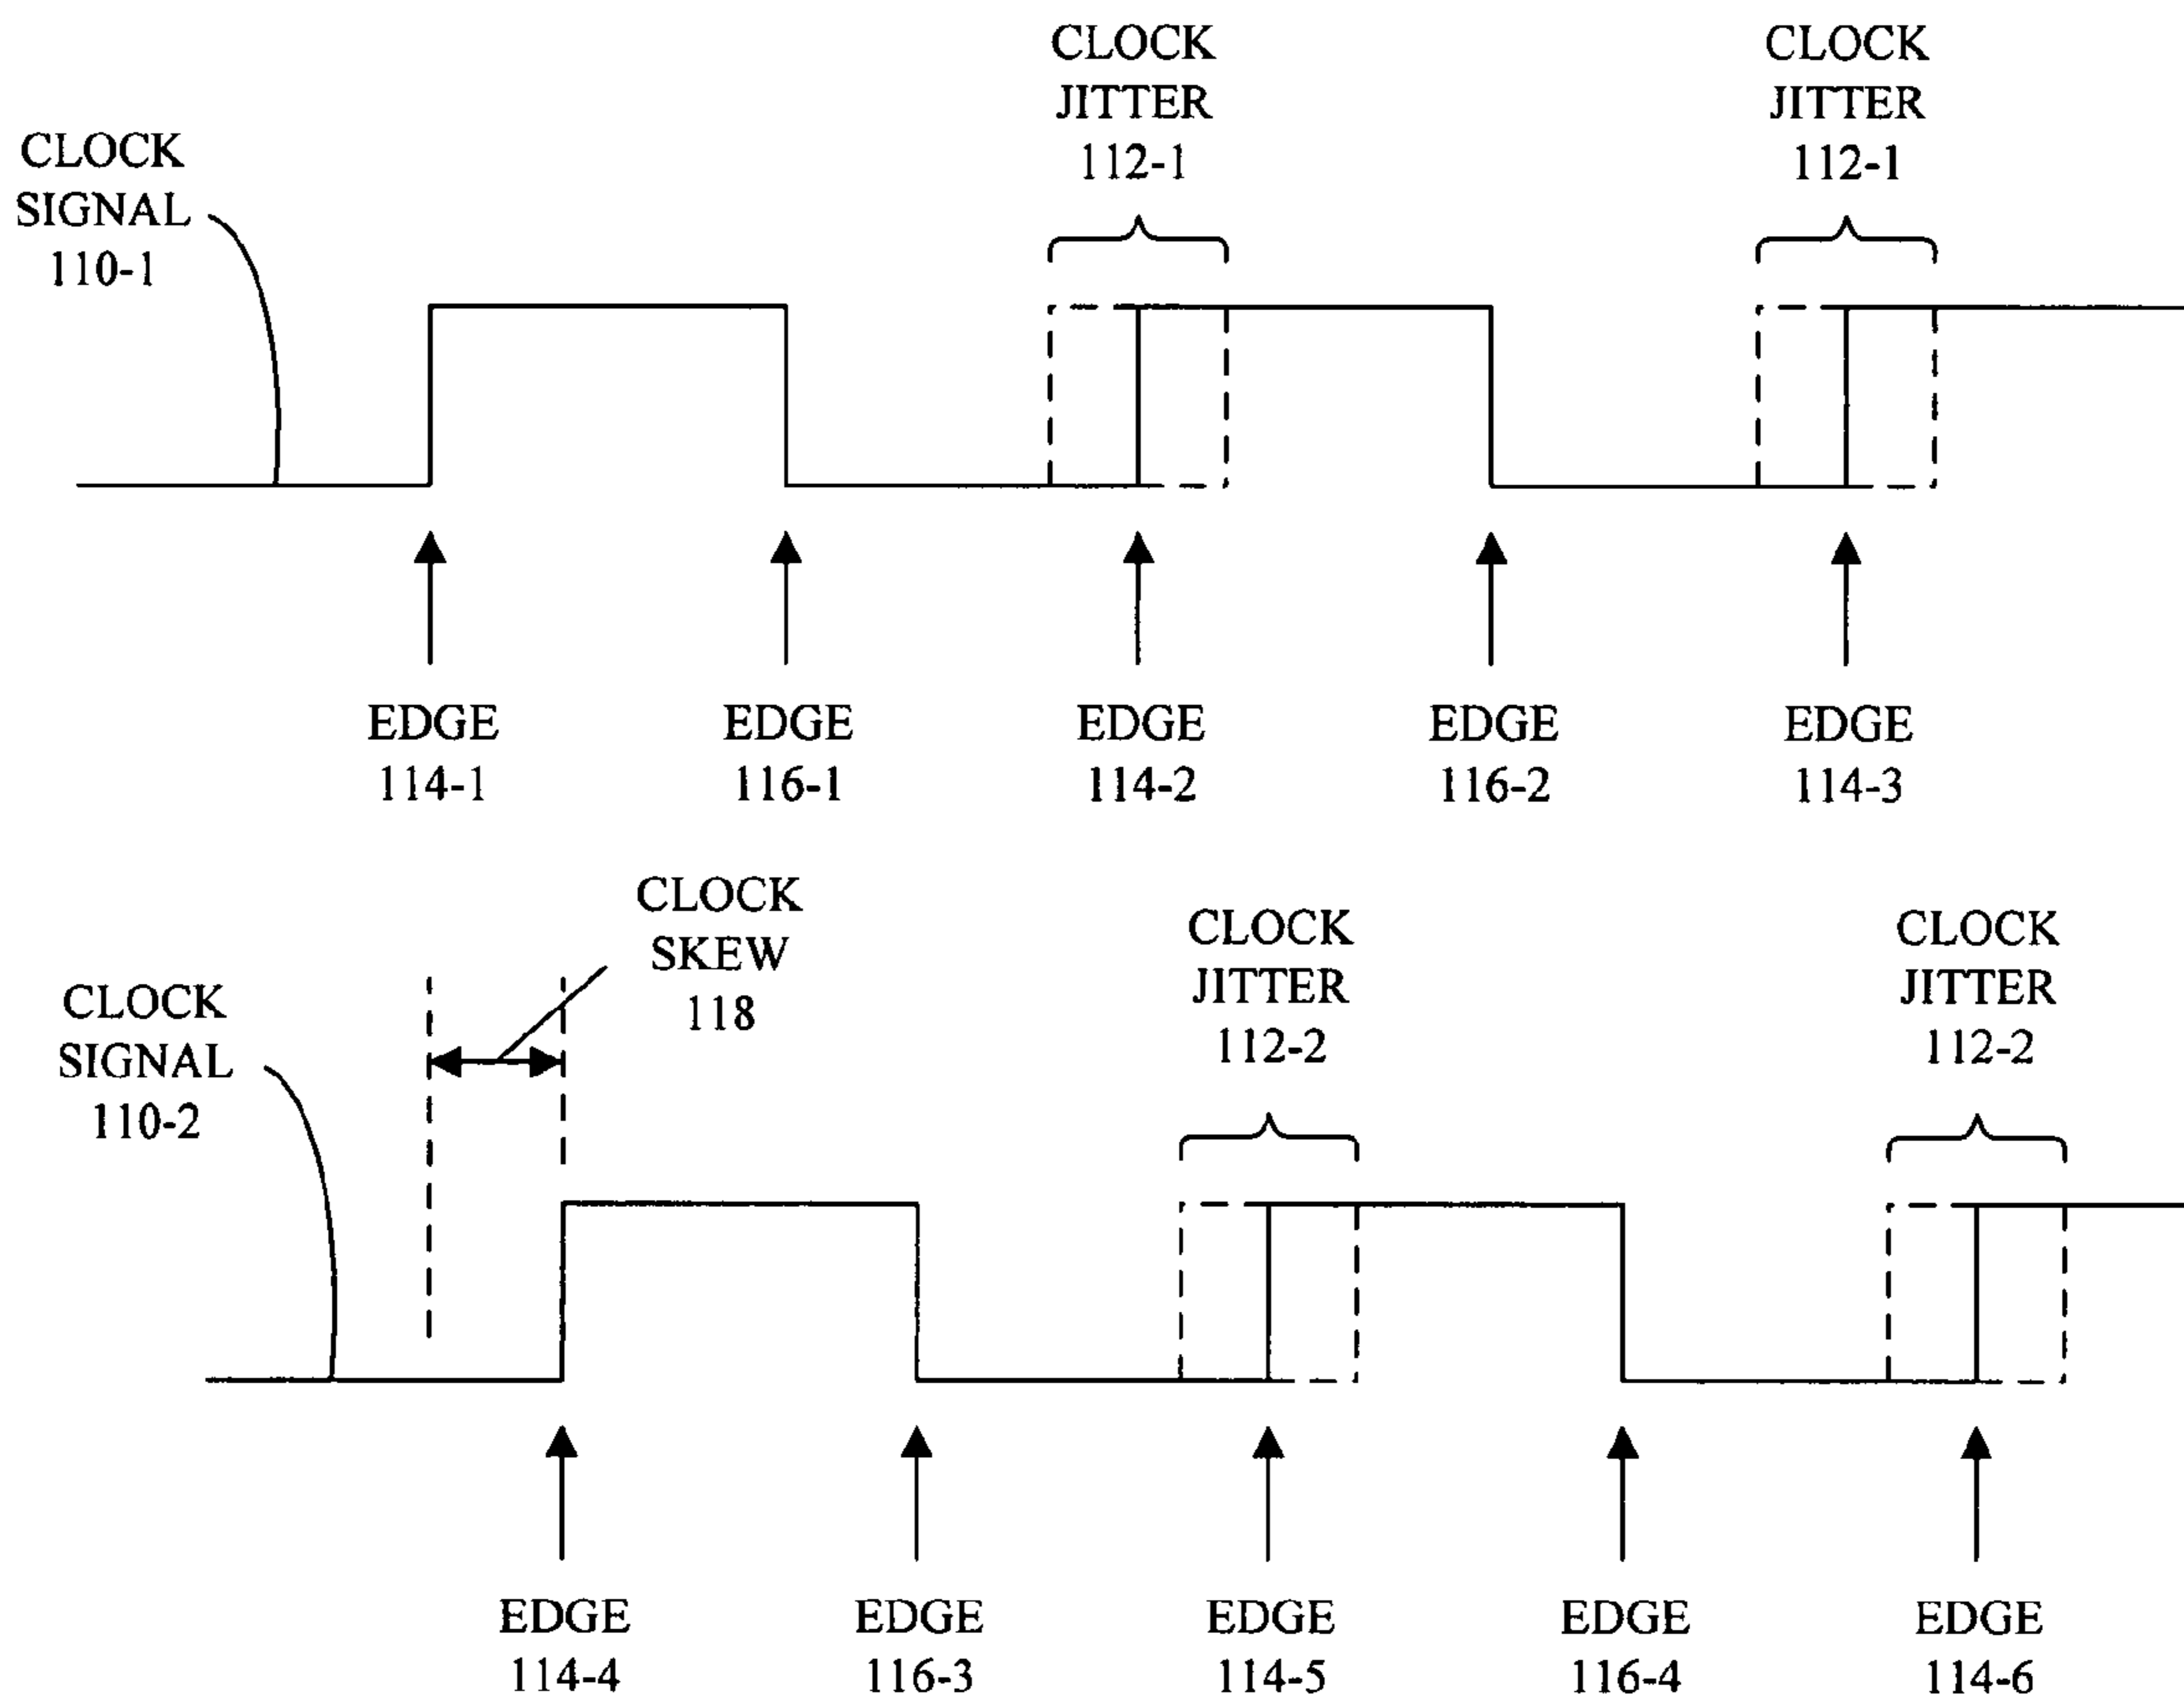 CLOCK
JITTER
112-1
CLOCK
JITTER
112-1
CLOCK
SIGNAL
110-1
EDGE
114-1
EDGE
116-1
EDGE
114-2
EDGE
116-2
EDGE
114-3
CLOCK
SKEW
118
CLOCK
JITTER
112-2
CLOCK
JITTER
112-2
CLOCK
SIGNAL
110-2
EDGE
114-4
EDGE
116-3
EDGE
114-5
EDGE
116-4
EDGE
114-6